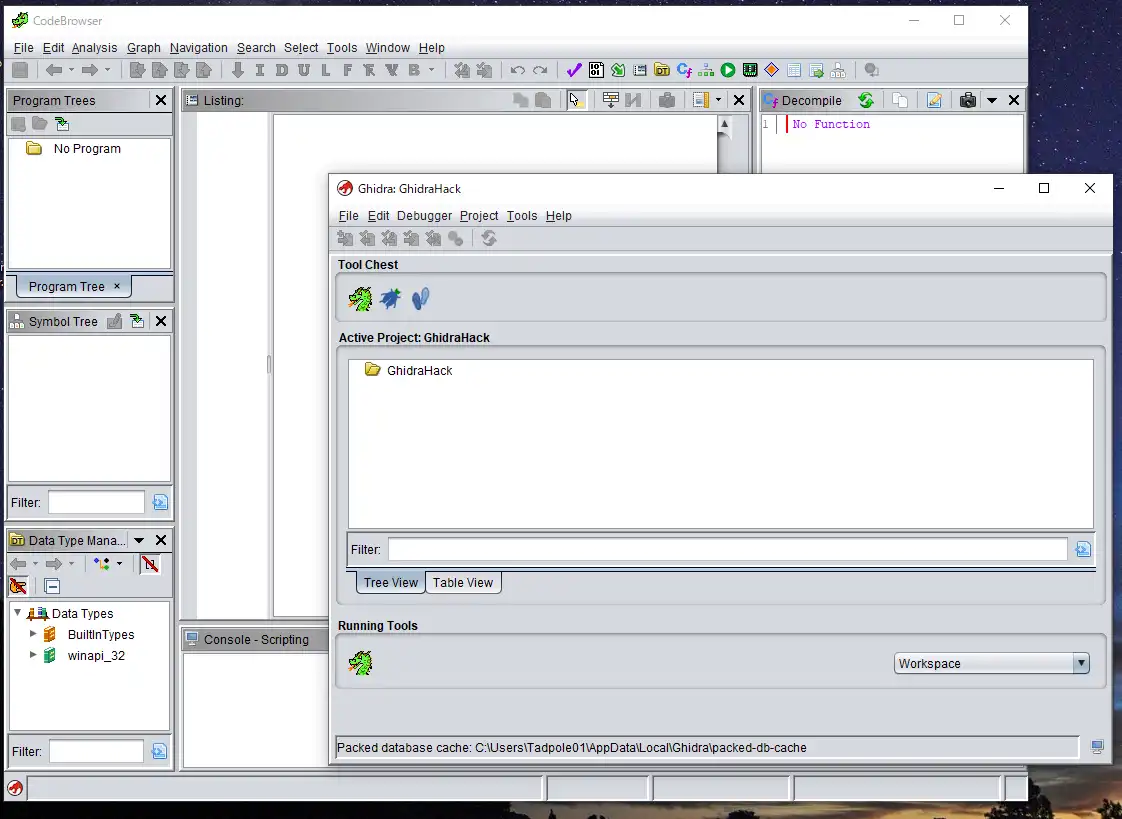 CodeBrowser
File Edit Analysis Graph Navigation Search Select Tools Window Help
I D U L F B
Program Trees
No Program
Program Tree ×
Symbol Tree
Filter:
Data Type Mana...
Data Types
BuiltInTypes
winapi_32
Filter:
Listing:
Console - Scripting
Decompile
1 No Function
Ghidra: GhidraHack
File Edit Debugger Project Tools Help
Tool Chest
Active Project: GhidraHack
GhidraHack
Filter:
Tree View Table View
Running Tools
Workspace
Packed database cache: C:\Users\Tadpole01\AppData\Local\Ghidra\packed-db-cache